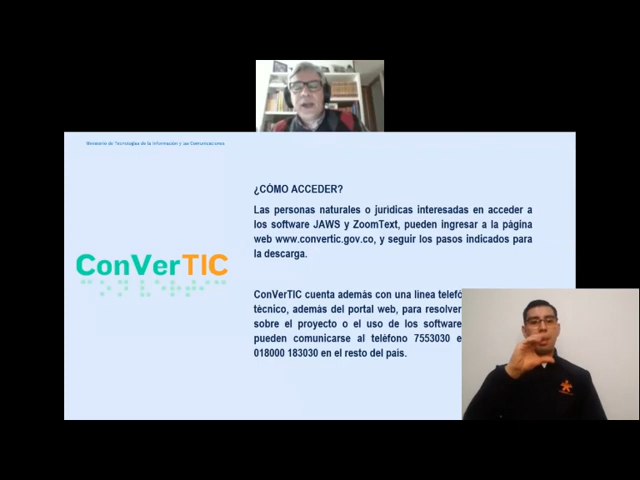 Ministerio de Tecnologías de la Información y las Comunicaciones
¿CÓMO ACCEDER?
Las personas naturales o jurídicas interesadas en acceder a
los software JAWS y ZoomText, pueden ingresar a la página
web www.convertic.gov.co, y seguir los pasos indicados para
la descarga.
ConVerTIC
ConVerTIC cuenta además con una línea
técnico, además del portal web, para resolver
sobre el proyecto o el uso de los software
pueden comunicarse al teléfono 7553030
018000 183030 en el resto del país.